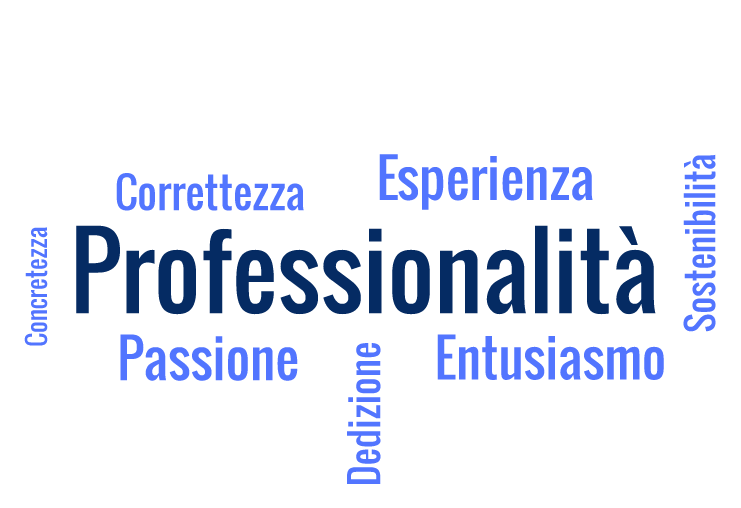 Correttezza
Esperienza
Sostenibilità
Concretezza
Professionalità
Passione
Dedizione
Entusiasmo